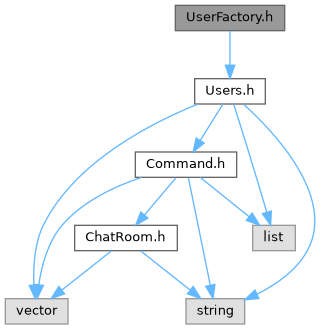 UserFactory.h
Users.h
Command.h
ChatRoom.h
list
vector
string